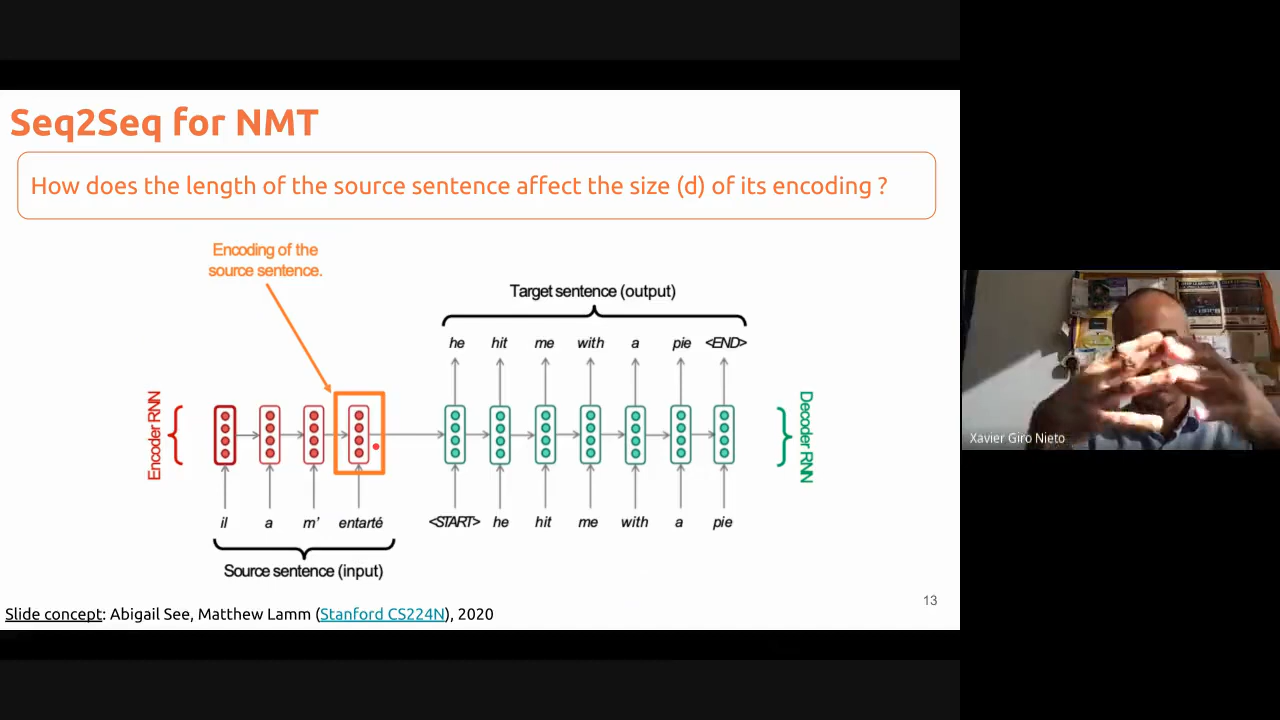 Seq2Seq for NMT
How does the length of the source sentence affect the size (d) of its encoding ?
Encoding of the
source sentence.
Target sentence (output)
he hit me with a pie <END>
Encoder RNN
Decoder RNN
il a m' entarté <START> he hit me with a pie
Source sentence (input)
13
Slide concept: Abigail See, Matthew Lamm (Stanford CS224N), 2020
Xavier Giro Nieto